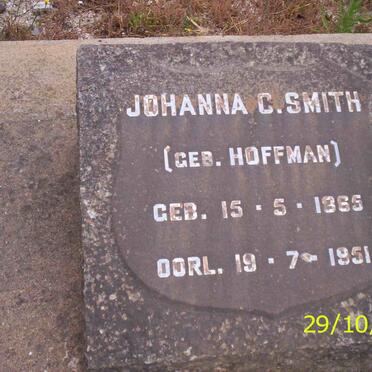 JOHANNA C. SMITH
(GEB. HOFFMAN)
GEB. 15 · 5 · 1865
OORL. 19 · 7 · 1951
29/10/